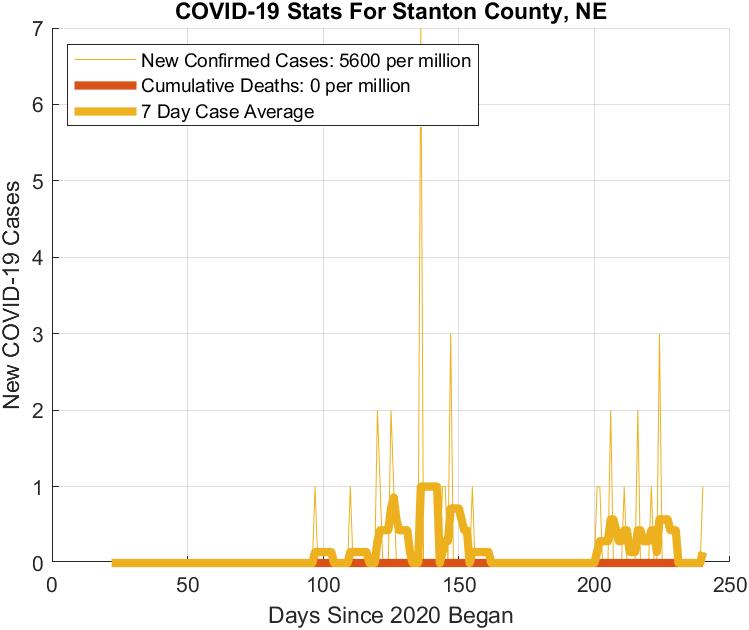 COVID-19 Stats For Stanton County, NE
New Confirmed Cases: 5600 per million
Cumulative Deaths: 0 per million
7 Day Case Average
New COVID-19 Cases
7
6
5
4
3
2
1
0
0 50 100 150 200 250
Days Since 2020 Began